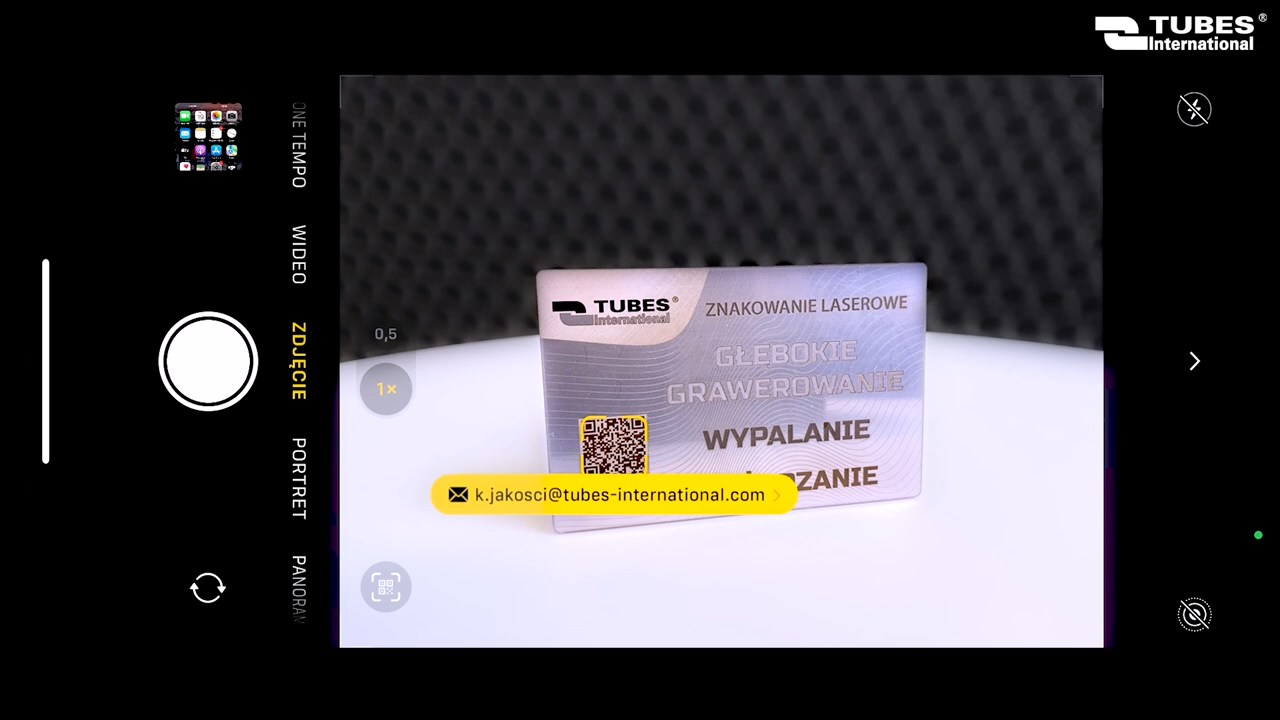 TUBES®
International
ONE TEMPO
WIDEO
ZDJĘCIE
PORTRET
PANORAM
0,5
1×
TUBES®
International
ZNAKOWANIE LASEROWE
GŁEBOKIE
GRAWEROWANIE
WYPALANIE
RZANIE
k.jakosci@tubes-international.com